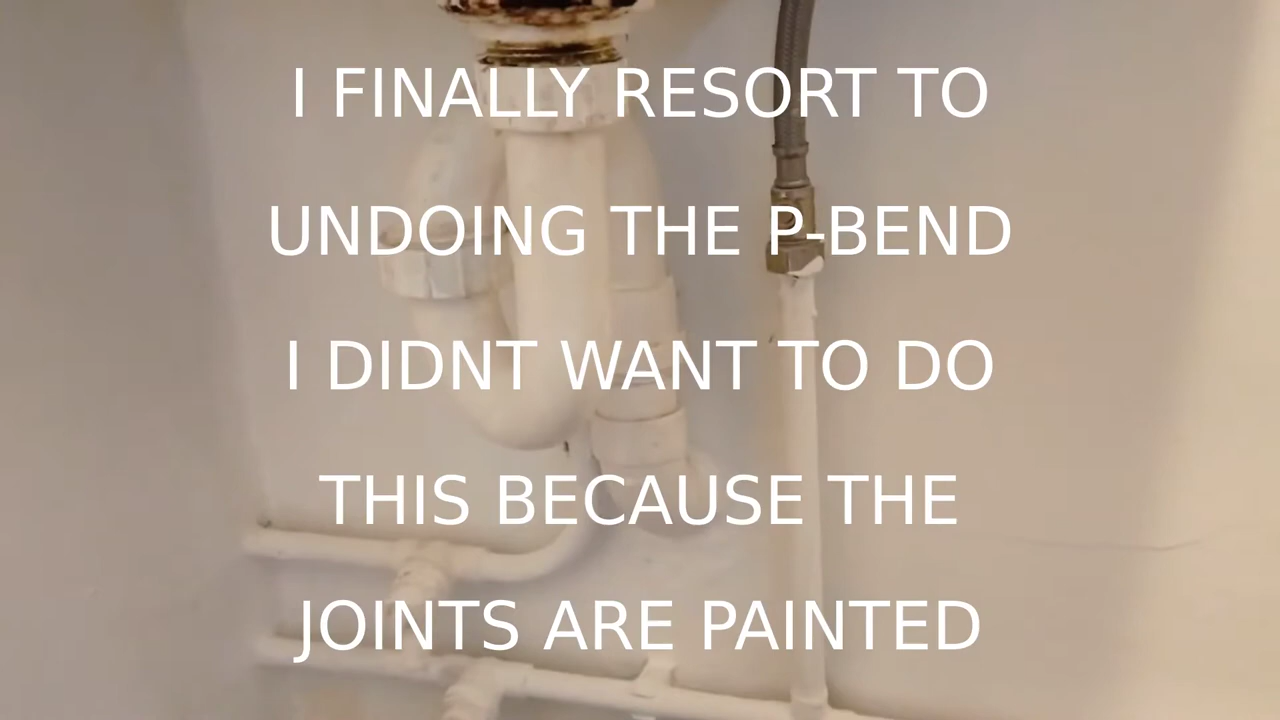 I FINALLY RESORT TO
UNDOING THE P-BEND
I DIDNT WANT TO DO
THIS BECAUSE THE
JOINTS ARE PAINTED